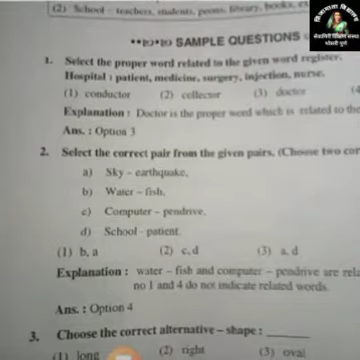 (2) School – teachers, students, peons, library, books,
SAMPLE QUESTIONS
1. Select the proper word related to the given word register.
Hospital : patient, medicine, surgery, injection, nurse.
(1) conductor (2) collector (3) doctor (4
Explanation : Doctor is the proper word which is related to the
Ans. : Option 3
2. Select the correct pair from the given pairs. (Choose two cor
a) Sky – earthquake,
b) Water – fish,
c) Computer – pendrive,
d) School - patient.
(1) b, a (2) c, d (3) a, d
Explanation : water – fish and computer – pendrive are rela
no 1 and 4 do not indicate related words.
Ans. : Option 4
3. Choose the correct alternative – shape : ______
(1) long (2) right (3) oval